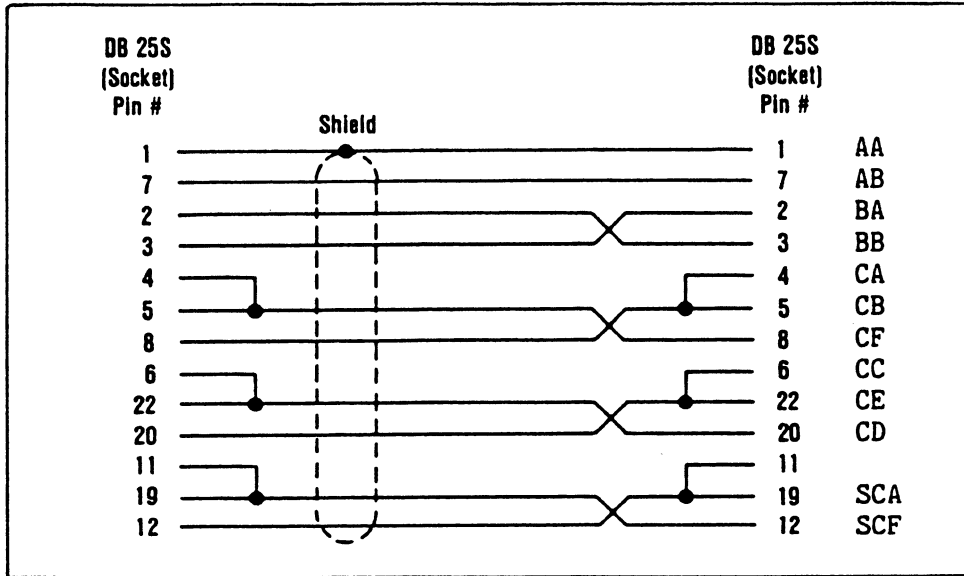 DB 25S DB 25S
(Socket) (Socket)
Pin # Pin #
Shield
1 1 AA
7 7 AB
2 2 BA
3 3 BB
4 4 CA
5 5 CB
8 8 CF
6 6 CC
22 22 CE
20 20 CD
11 11
19 19 SCA
12 12 SCF